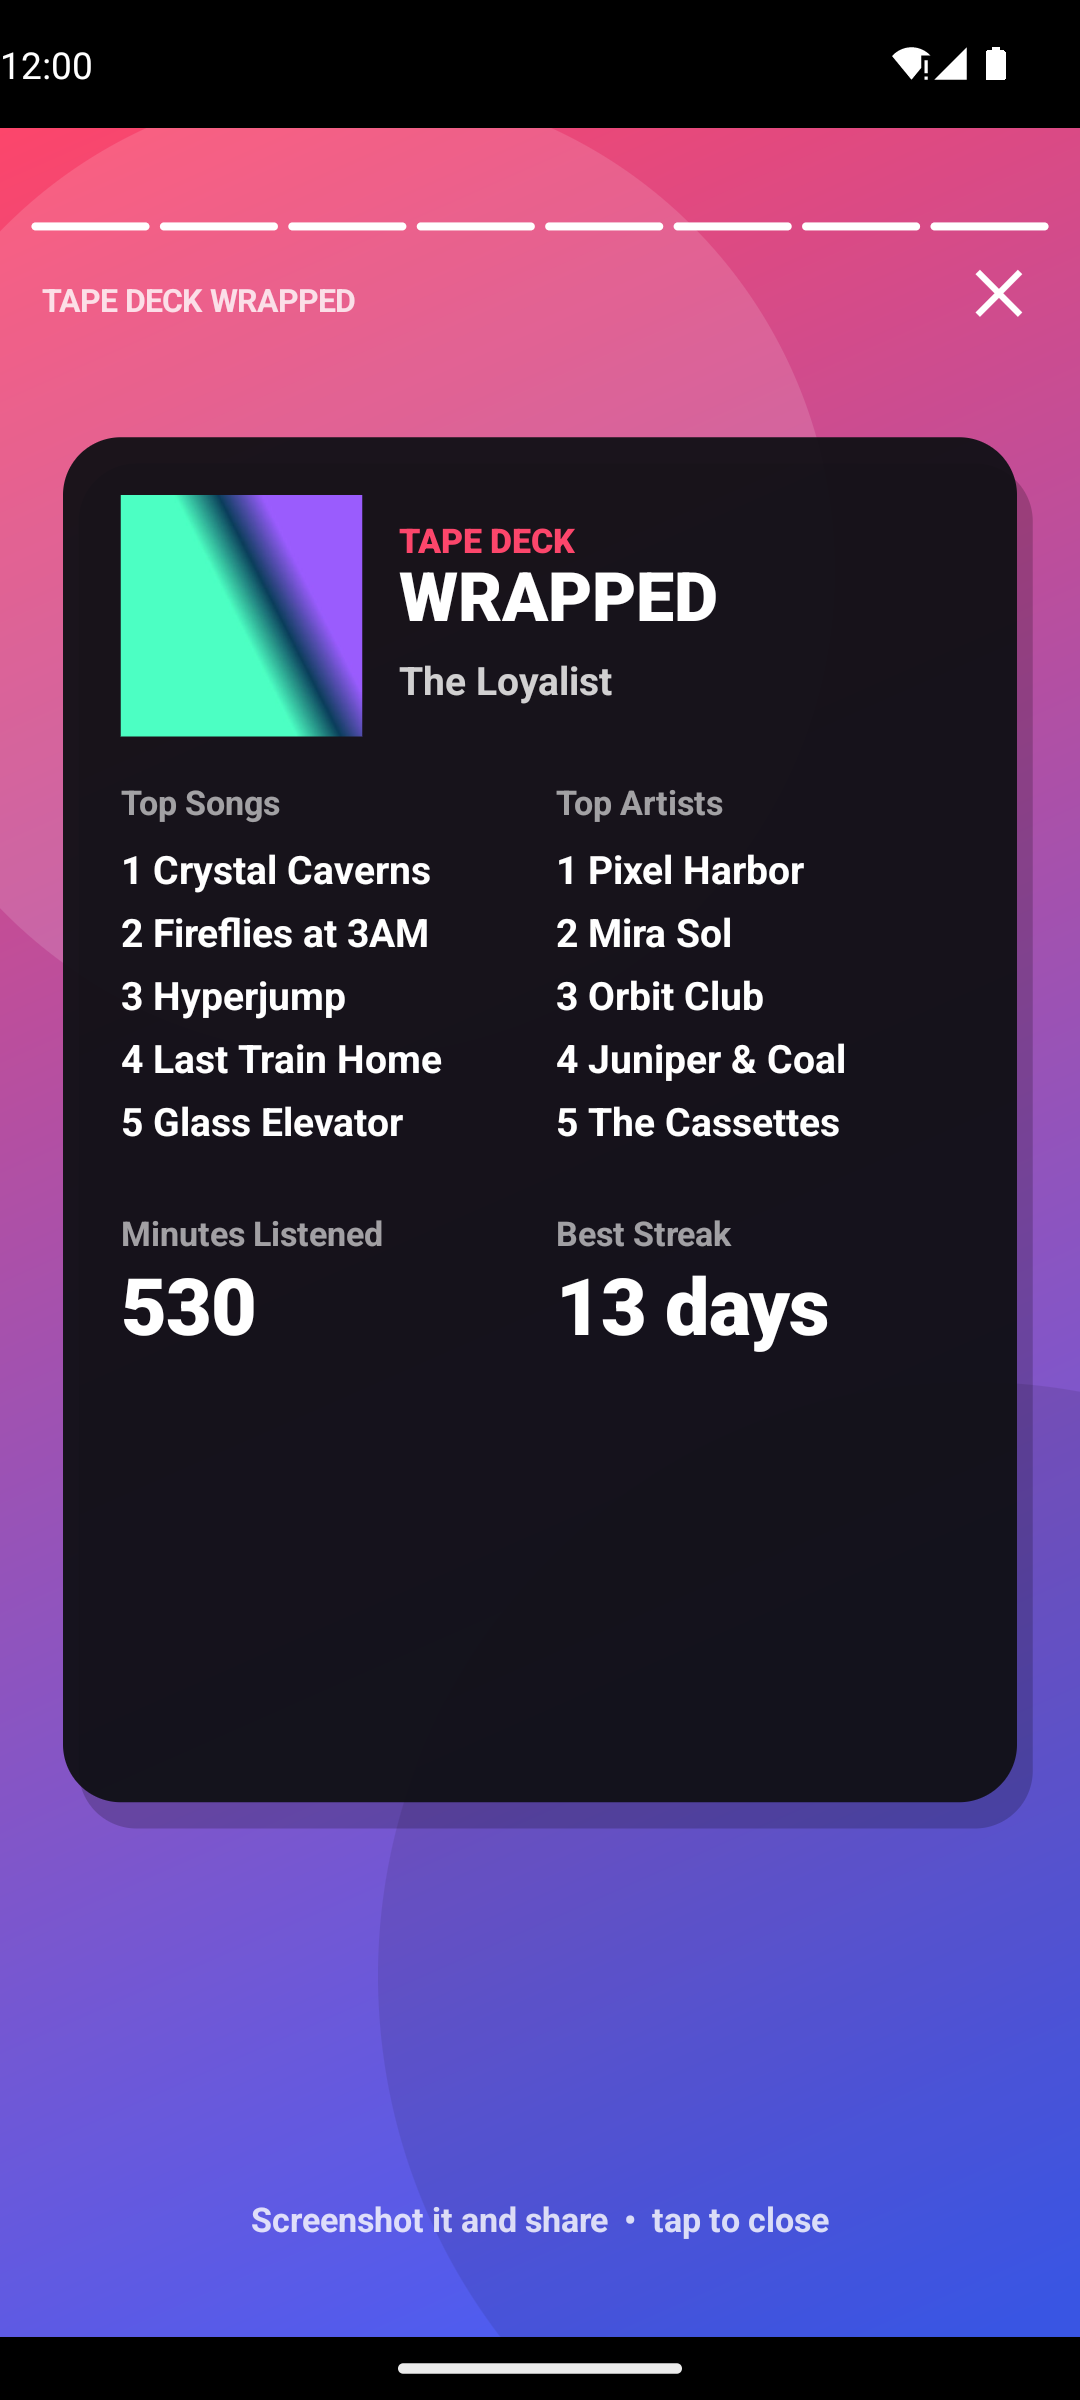 12:00
TAPE DECK WRAPPED
TAPE DECK
WRAPPED
The Loyalist
Top Songs
1 Crystal Caverns
2 Fireflies at 3AM
3 Hyperjump
4 Last Train Home
5 Glass Elevator
Top Artists
1 Pixel Harbor
2 Mira Sol
3 Orbit Club
4 Juniper & Coal
5 The Cassettes
Minutes Listened
530
Best Streak
13 days
Screenshot it and share • tap to close